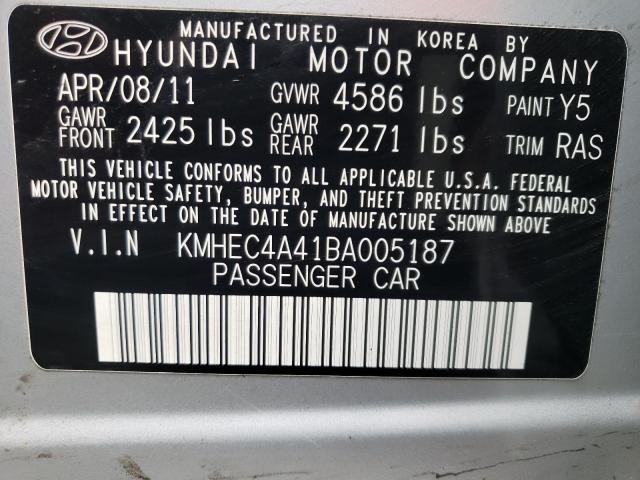 MANUFACTURED IN KOREA BY
HYUNDAI MOTOR COMPANY
APR/08/11 GVWR 4586 lbs PAINT Y5
GAWR FRONT 2425 lbs GAWR REAR 2271 lbs TRIM RAS
THIS VEHICLE CONFORMS TO ALL APPLICABLE U.S.A. FEDERAL
MOTOR VEHICLE SAFETY, BUMPER, AND THEFT PREVENTION STANDARDS
IN EFFECT ON THE DATE OF MANUFACTURE SHOWN ABOVE
V.I.N KMHEC4A41BA005187
PASSENGER CAR